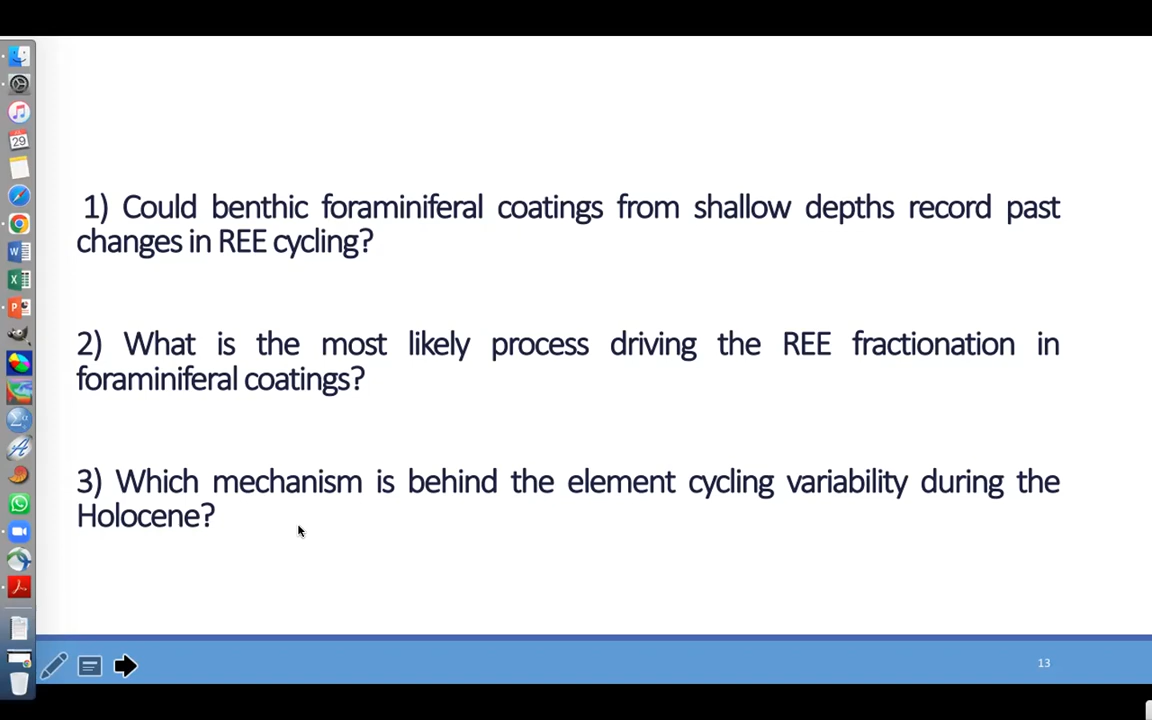 1) Could benthic foraminiferal coatings from shallow depths record past
changes in REE cycling?
2) What is the most likely process driving the REE fractionation in
foraminiferal coatings?
3) Which mechanism is behind the element cycling variability during the
Holocene?
13
29